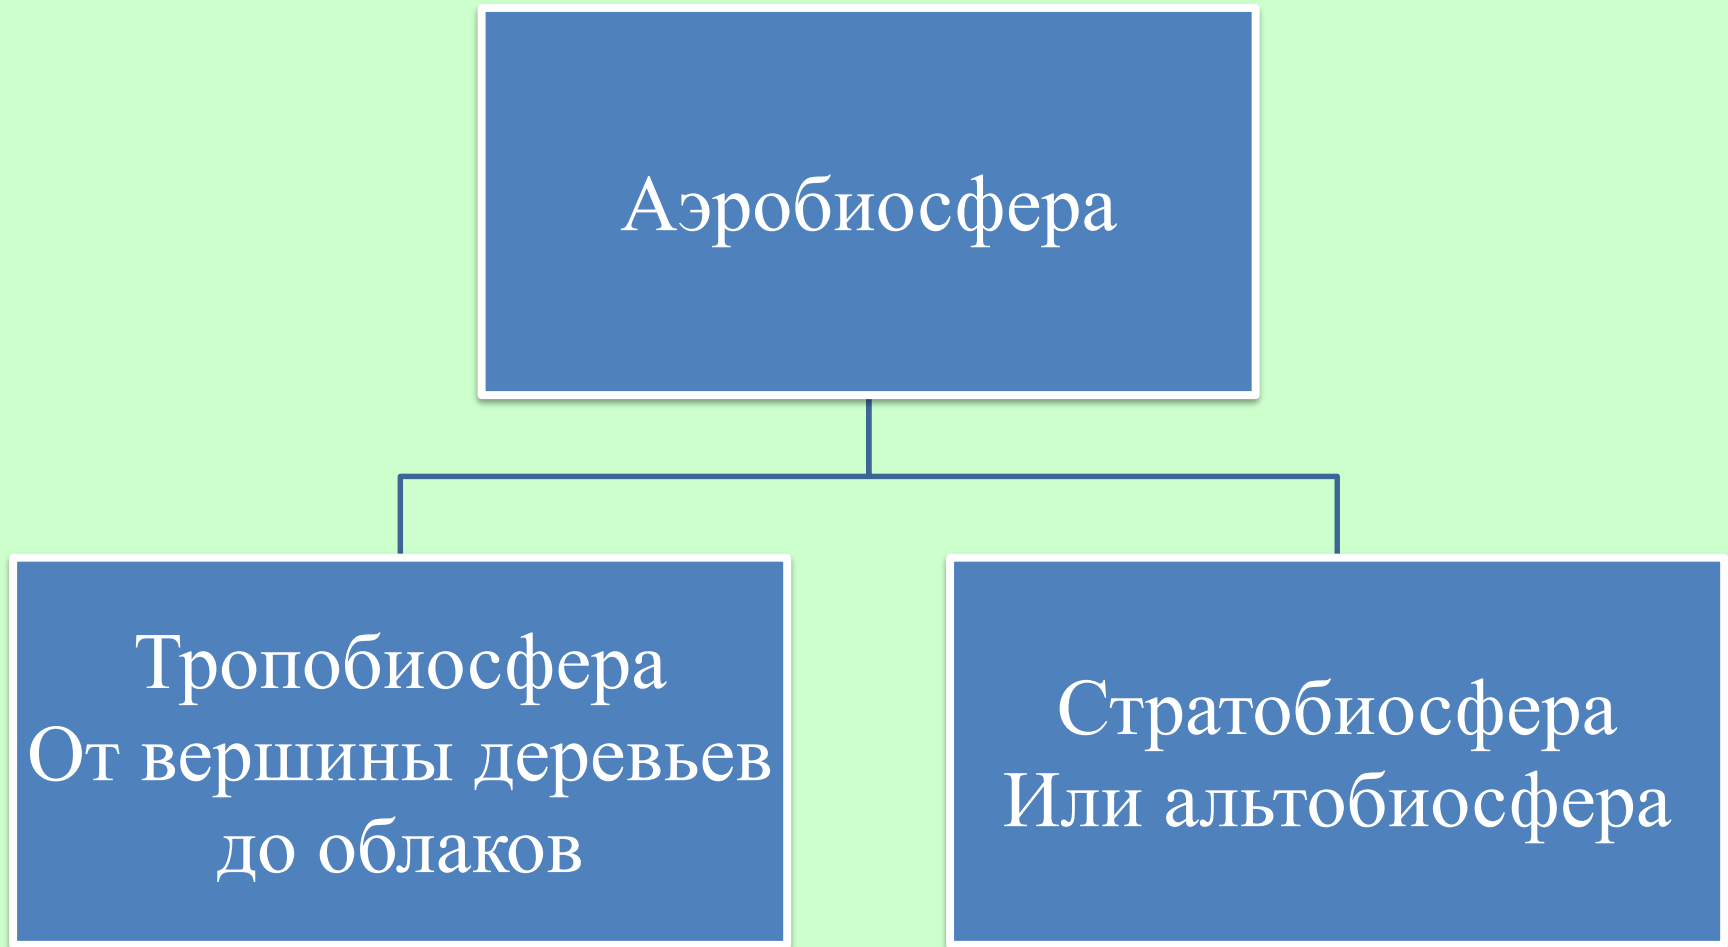 Аэробиосфера
Тропобиосфера
От вершины деревьев
до облаков
Стратобиосфера
Или альтобиосфера